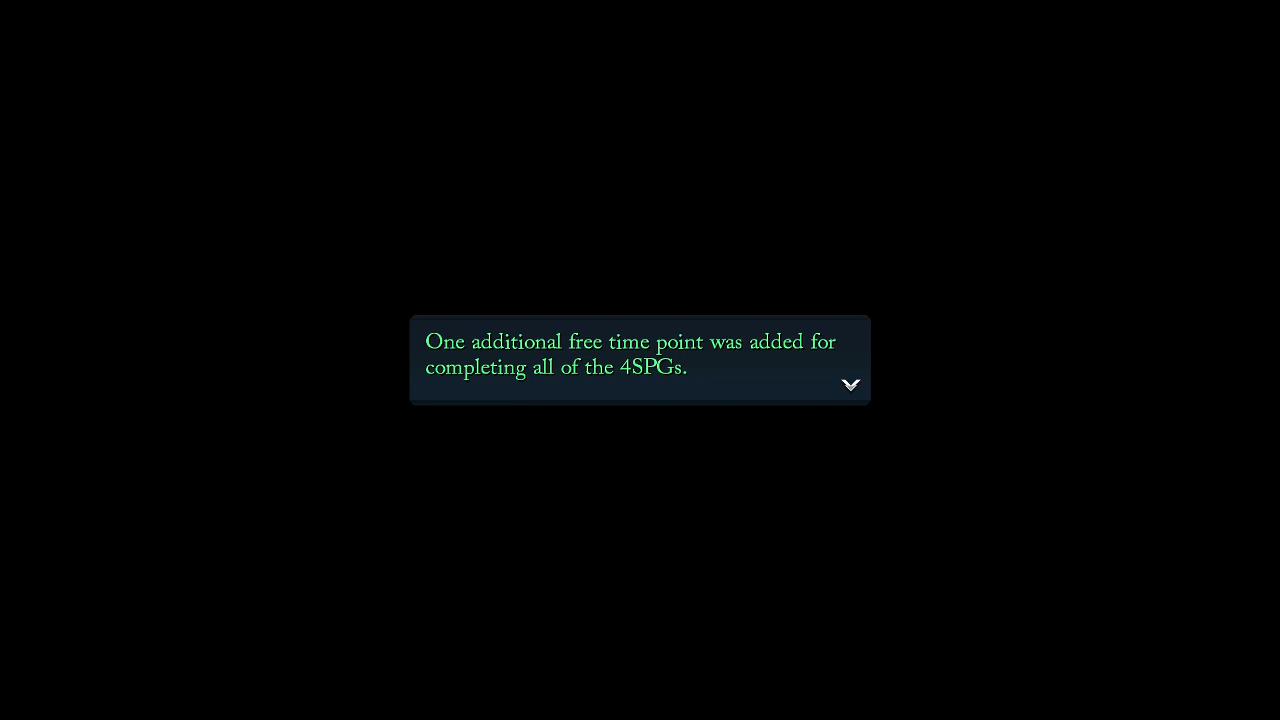 One additional free time point was added for
completing all of the 4SPGs.